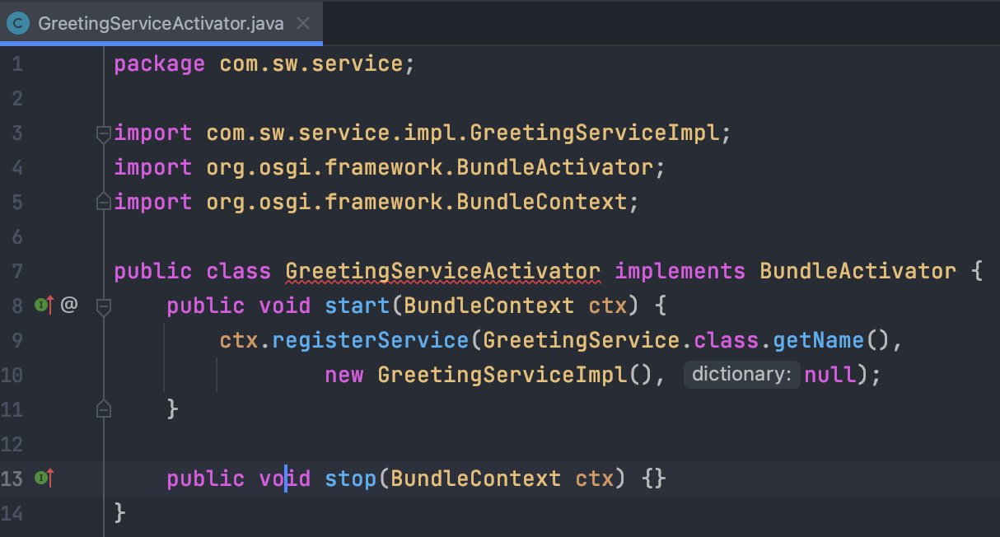 GreetingServiceActivator.java
1 package com.sw.service;
2
3 import com.sw.service.impl.GreetingServiceImpl;
4 import org.osgi.framework.BundleActivator;
5 import org.osgi.framework.BundleContext;
6
7 public class GreetingServiceActivator implements BundleActivator {
8 @ public void start(BundleContext ctx) {
9 ctx.registerService(GreetingService.class.getName(),
10 new GreetingServiceImpl(), dictionary: null);
11 }
12
13 public void stop(BundleContext ctx) {}
14 }